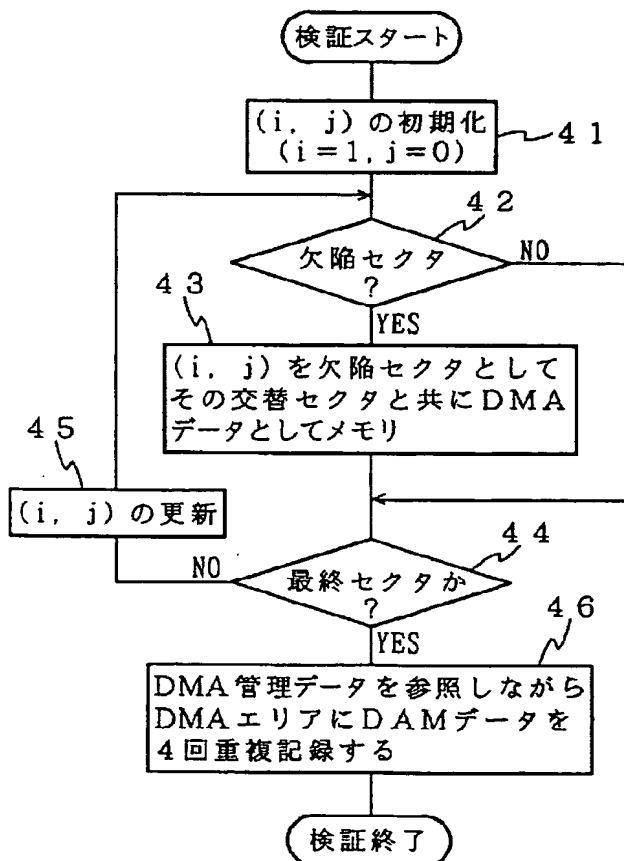 検証スタート
(i, j) の初期化
(i=1, j=0)
41
42
欠陥セクタ
?
NO
43
YES
(i, j) を欠陥セクタとして
その交替セクタと共にDMA
データとしてメモリ
45
(i, j) の更新
44
NO
最終セクタか
?
46
YES
DMA管理データを参照しながら
DMAエリアにDAMデータを
4回重複記録する
検証終了